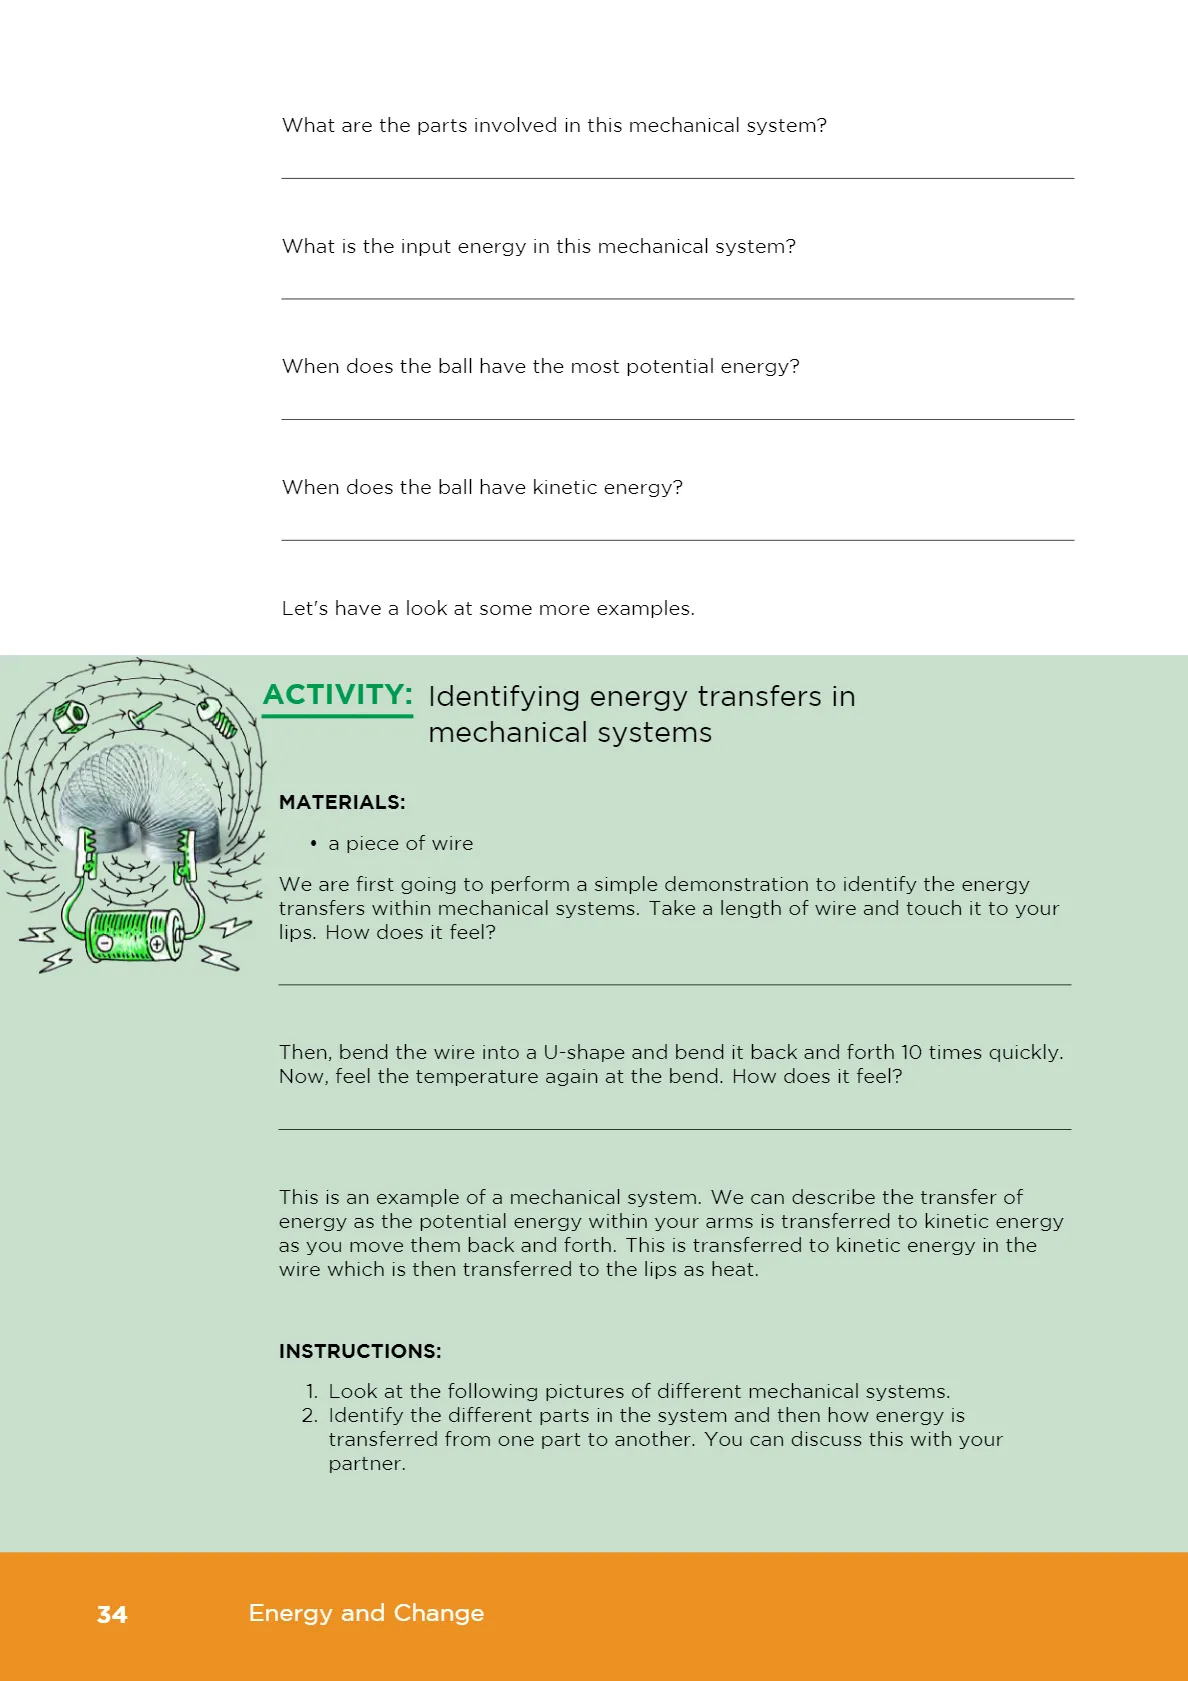 What are the parts involved in this mechanical system?
What is the input energy in this mechanical system?
When does the ball have the most potential energy?
When does the ball have kinetic energy?
Let's have a look at some more examples.
ACTIVITY: Identifying energy transfers in
mechanical systems
MATERIALS:
• a piece of wire
We are first going to perform a simple demonstration to identify the energy
transfers within mechanical systems. Take a length of wire and touch it to your
lips. How does it feel?
Then, bend the wire into a U-shape and bend it back and forth 10 times quickly.
Now, feel the temperature again at the bend. How does it feel?
This is an example of a mechanical system. We can describe the transfer of
energy as the potential energy within your arms is transferred to kinetic energy
as you move them back and forth. This is transferred to kinetic energy in the
wire which is then transferred to the lips as heat.
INSTRUCTIONS:
1. Look at the following pictures of different mechanical systems.
2. Identify the different parts in the system and then how energy is
transferred from one part to another. You can discuss this with your
partner.
34 Energy and Change